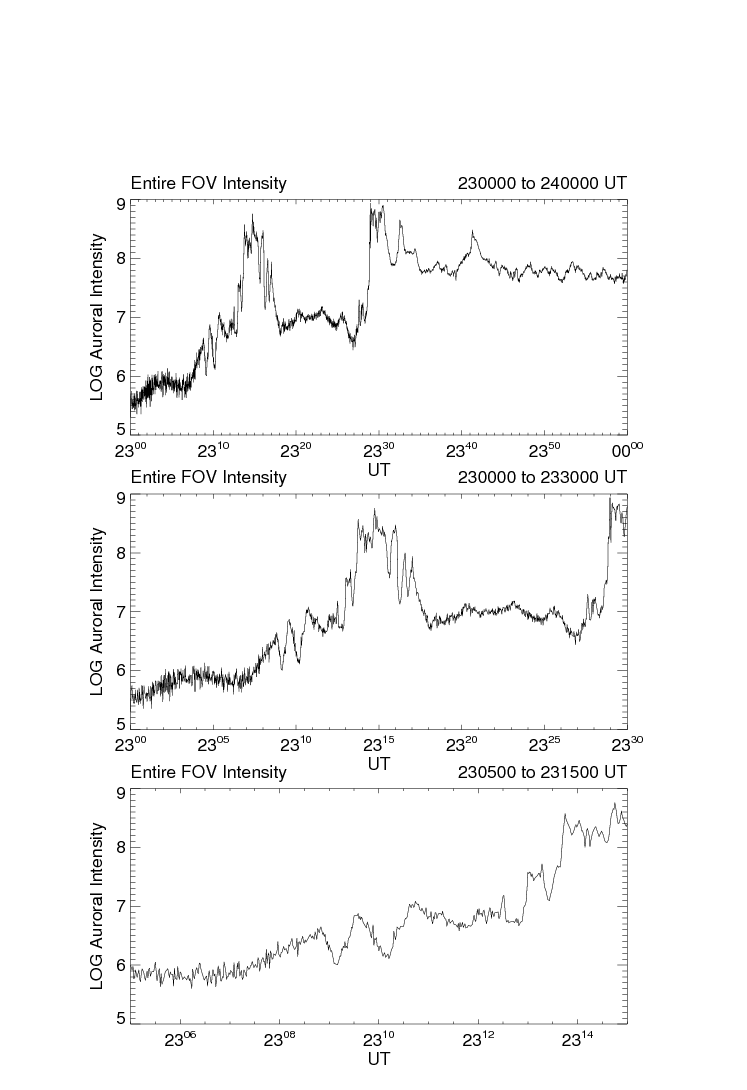 Entire FOV Intensity 230000 to 240000 UT
9
8
7
6
5
LOG Auroral Intensity
23⁰⁰ 23¹⁰ 23²⁰ 23³⁰ 23⁴⁰ 23⁵⁰ 00⁰⁰
UT
Entire FOV Intensity 230000 to 233000 UT
9
8
7
6
5
LOG Auroral Intensity
23⁰⁰ 23⁰⁵ 23¹⁰ 23¹⁵ 23²⁰ 23²⁵ 23³⁰
UT
Entire FOV Intensity 230500 to 231500 UT
9
8
7
6
5
LOG Auroral Intensity
23⁰⁶ 23⁰⁸ 23¹⁰ 23¹² 23¹⁴
UT